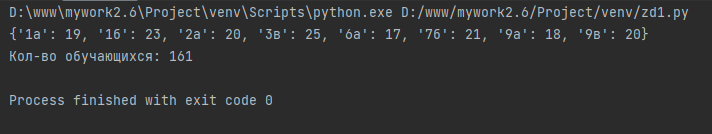 D:\www\mywork2.6\Project\venv\Scripts\python.exe D:/www/mywork2.6/Project/venv/zd1.py
{'1а': 19, '1б': 23, '2а': 20, '3в': 25, '6а': 17, '7б': 21, '9а': 18, '9в': 20}
Кол-во обучающихся: 161
Process finished with exit code 0